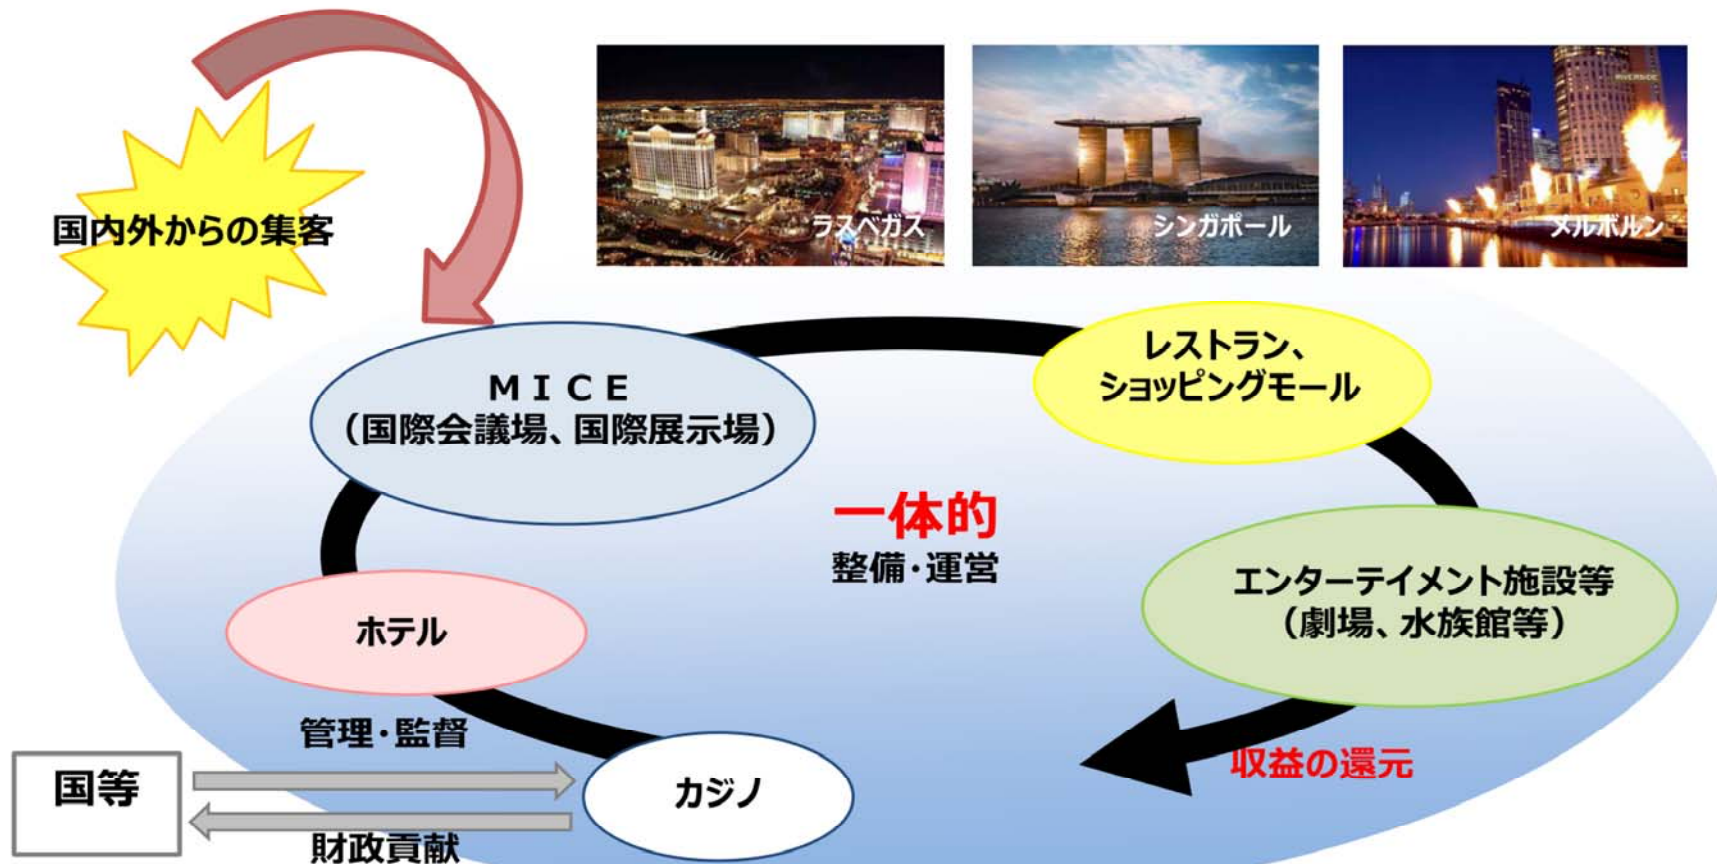 RIVERSIDE
ラスベガス
シンガポール
メルボルン
国内外からの集客
MICE
（国際会議場、国際展示場）
レストラン、
ショッピングモール
一体的
整備・運営
エンターテイメント施設等
（劇場、水族館等）
ホテル
管理・監督
国等
カジノ
財政貢献
収益の還元